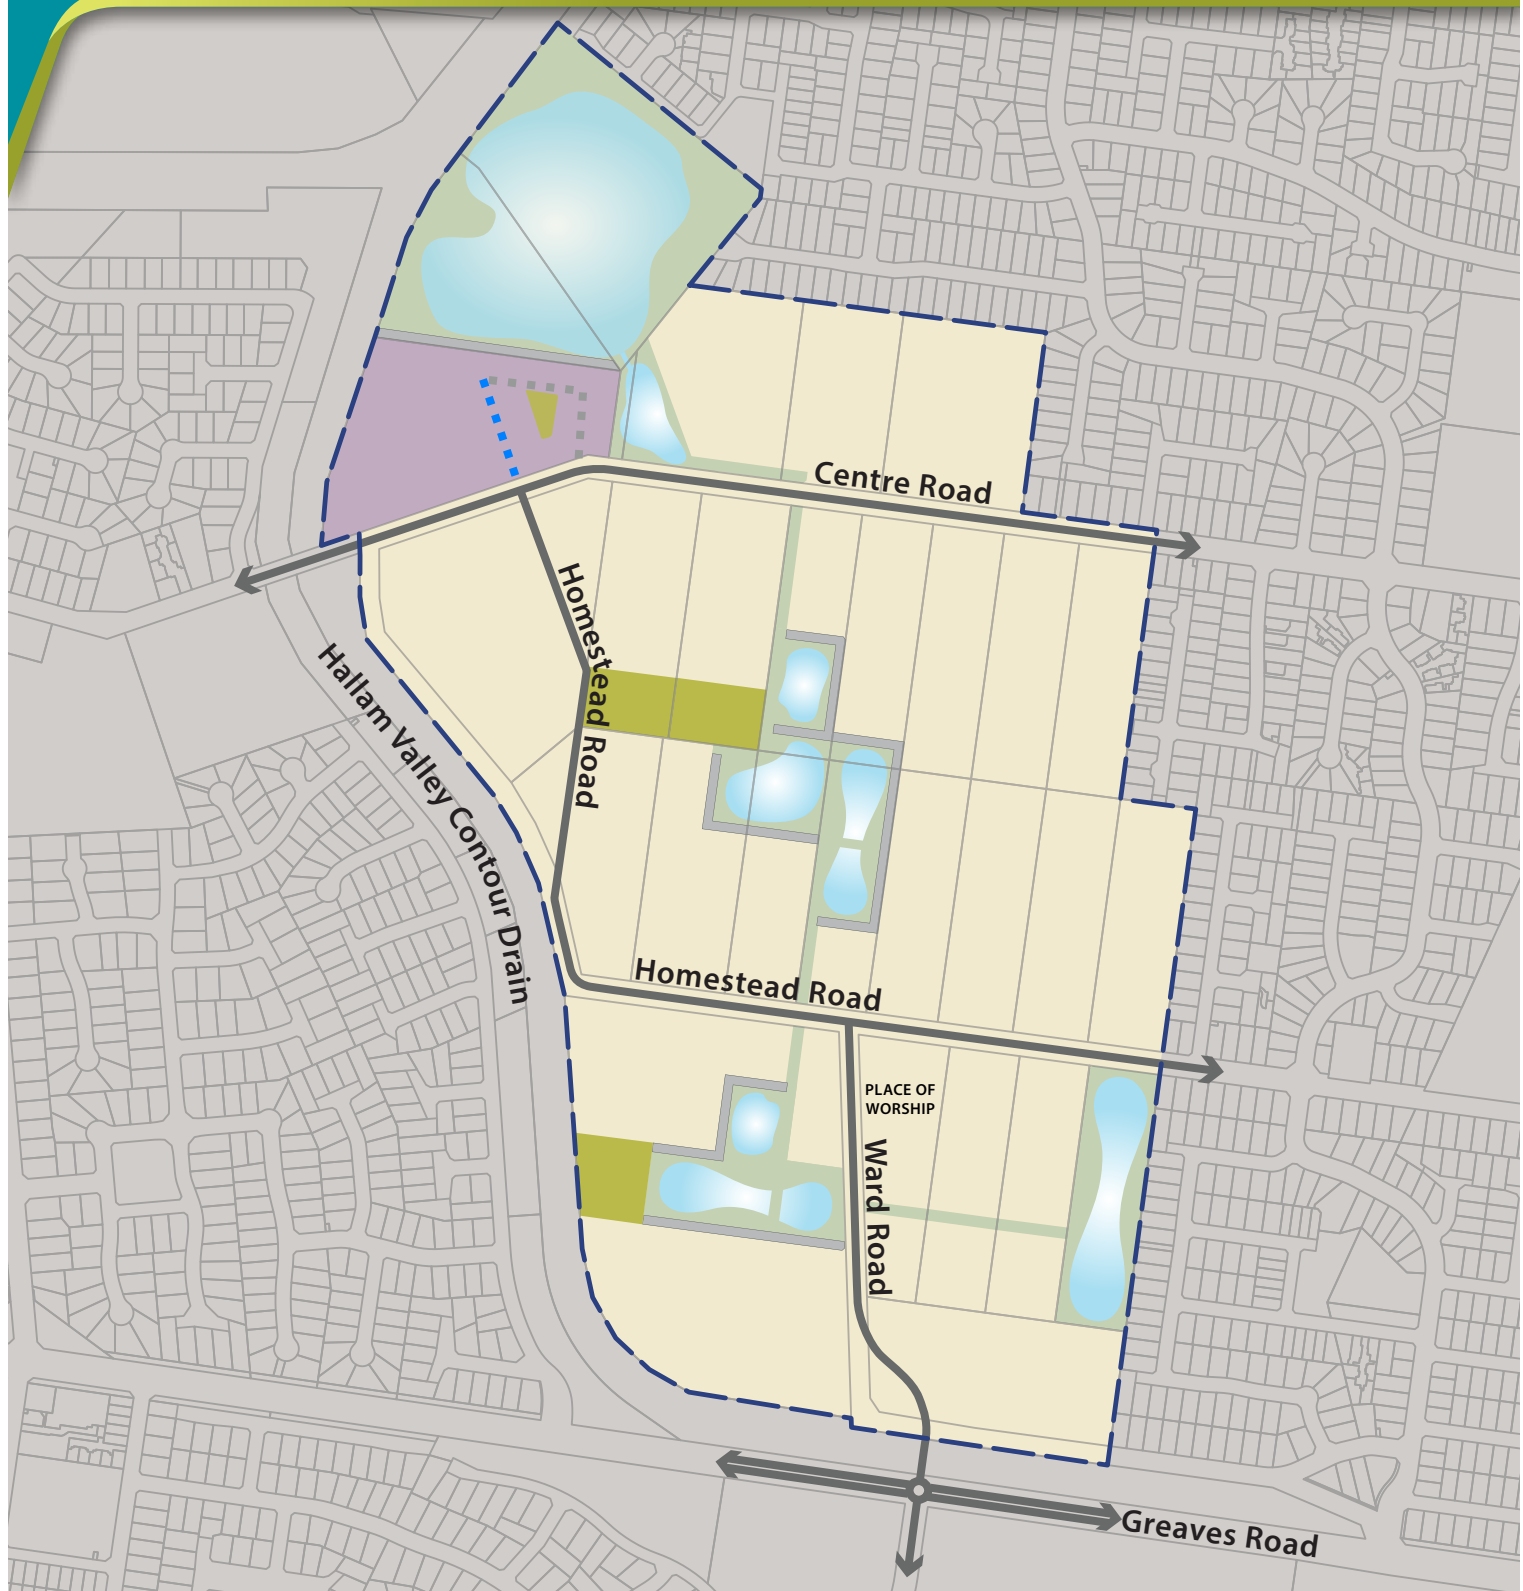 Centre Road
Homestead Road
Hallam Valley Contour Drain
Homestead Road
PLACE OF
WORSHIP
Ward Road
Greaves Road